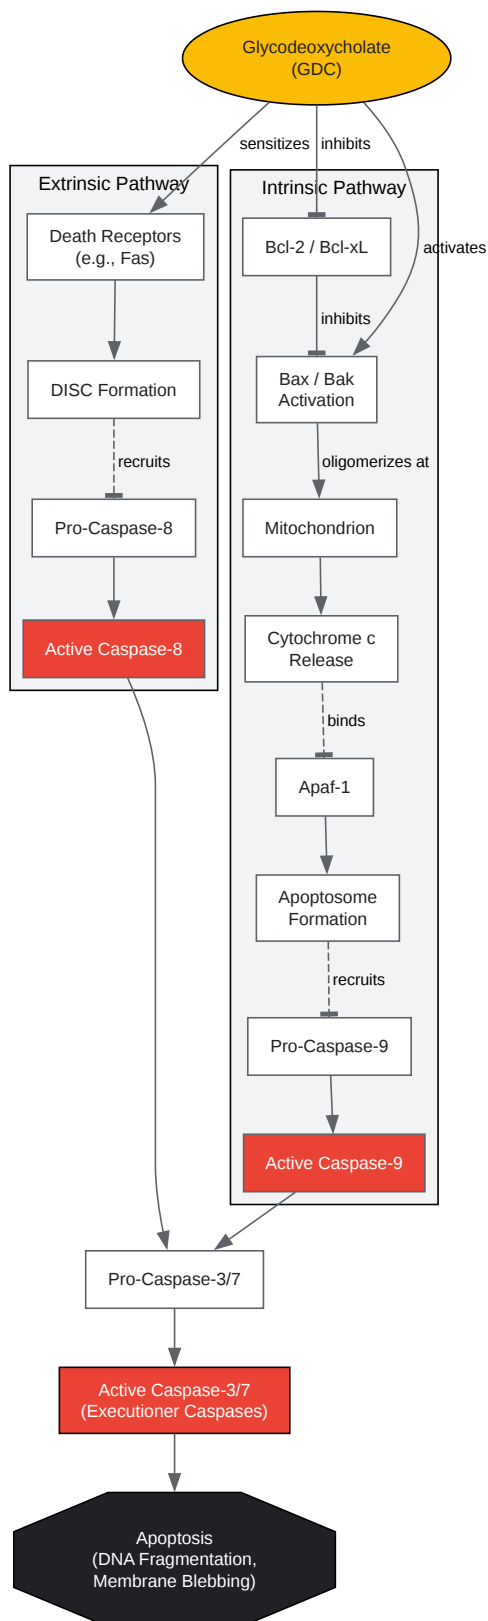 Glycodeoxycholate
(GDC)
sensitizes
inhibits
activates
Extrinsic Pathway
Death Receptors
(e.g., Fas)
DISC Formation
recruits
Pro-Caspase-8
Active Caspase-8
Intrinsic Pathway
Bcl-2 / Bcl-xL
inhibits
Bax / Bak
Activation
oligomerizes at
Mitochondrion
Cytochrome c
Release
binds
Apaf-1
Apoptosome
Formation
recruits
Pro-Caspase-9
Active Caspase-9
Pro-Caspase-3/7
Active Caspase-3/7
(Executioner Caspases)
Apoptosis
(DNA Fragmentation,
Membrane Blebbing)